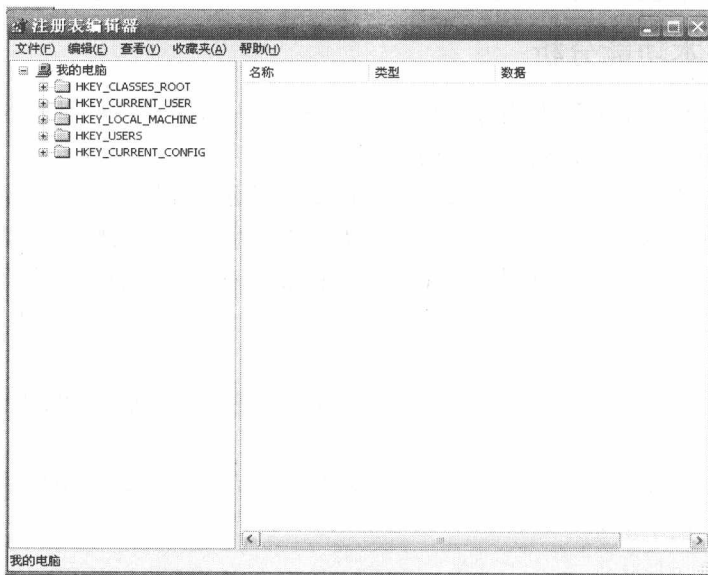 注册表编辑器
文件(F) 编辑(E) 查看(V) 收藏夹(A) 帮助(H)
我的电脑
HKEY_CLASSES_ROOT
HKEY_CURRENT_USER
HKEY_LOCAL_MACHINE
HKEY_USERS
HKEY_CURRENT_CONFIG
名称 类型 数据
我的电脑